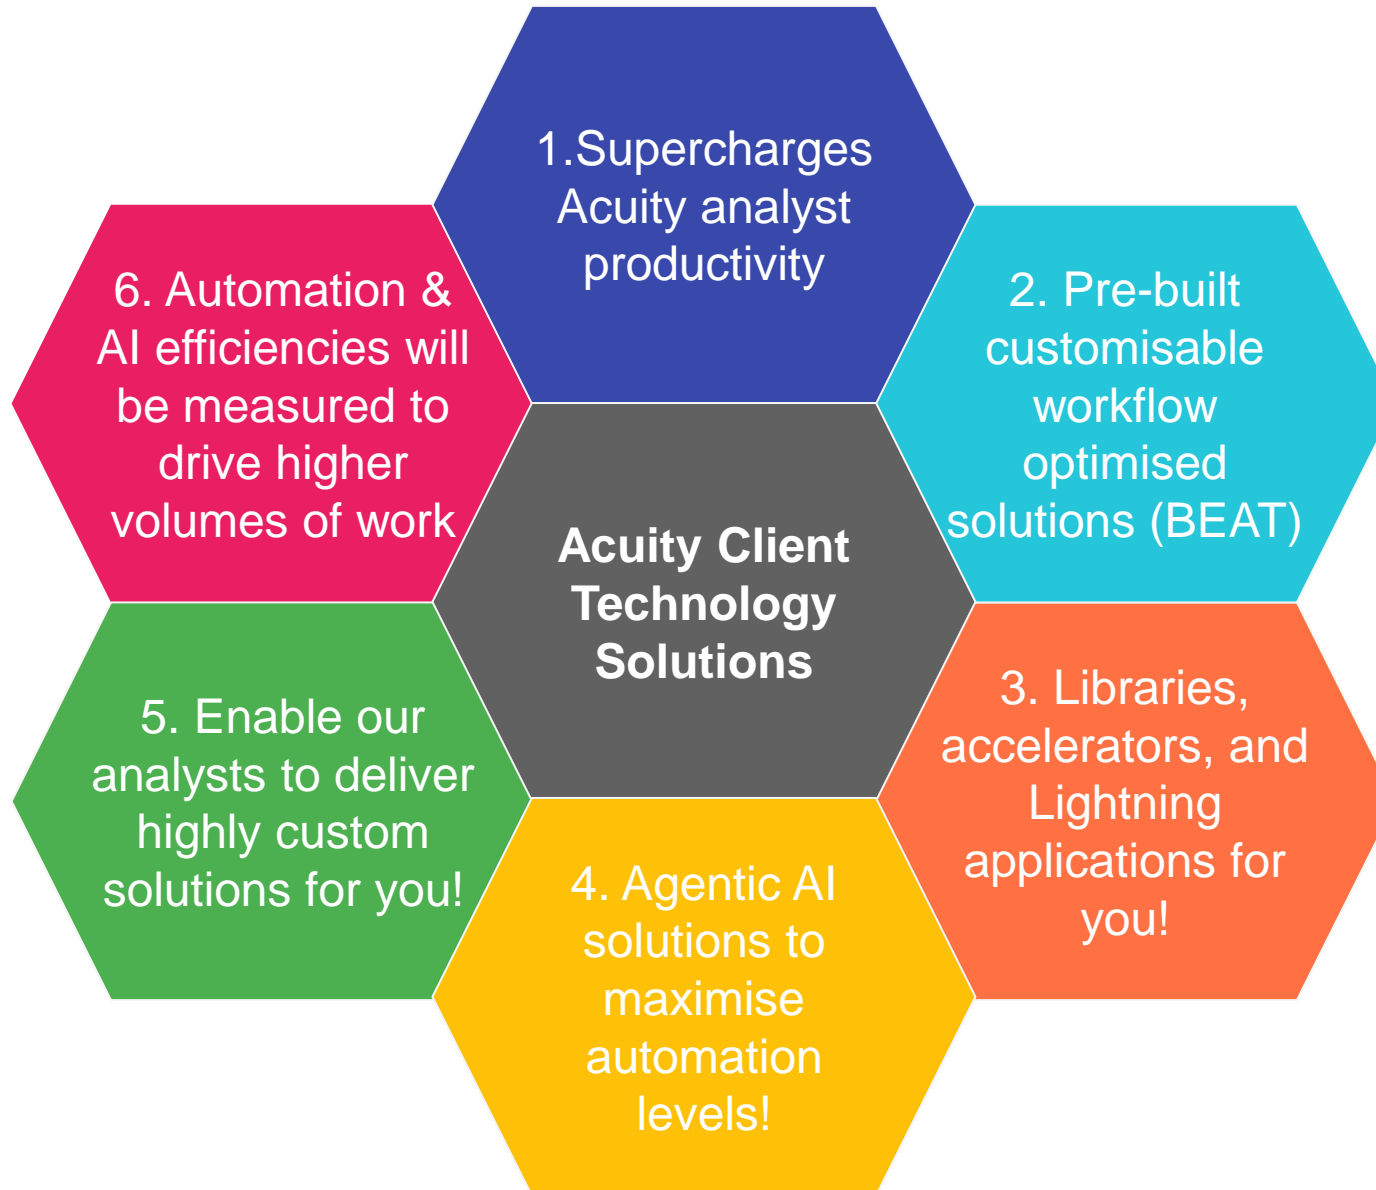 1.Supercharges
Acuity analyst
productivity
2. Pre-built
customisable
workflow
optimised
solutions (BEAT)
3. Libraries,
accelerators, and
Lightning
applications for
you!
4. Agentic AI
solutions to
maximise
automation
levels!
5. Enable our
analysts to deliver
highly custom
solutions for you!
6. Automation &
AI efficiencies will
be measured to
drive higher
volumes of work
Acuity Client
Technology
Solutions